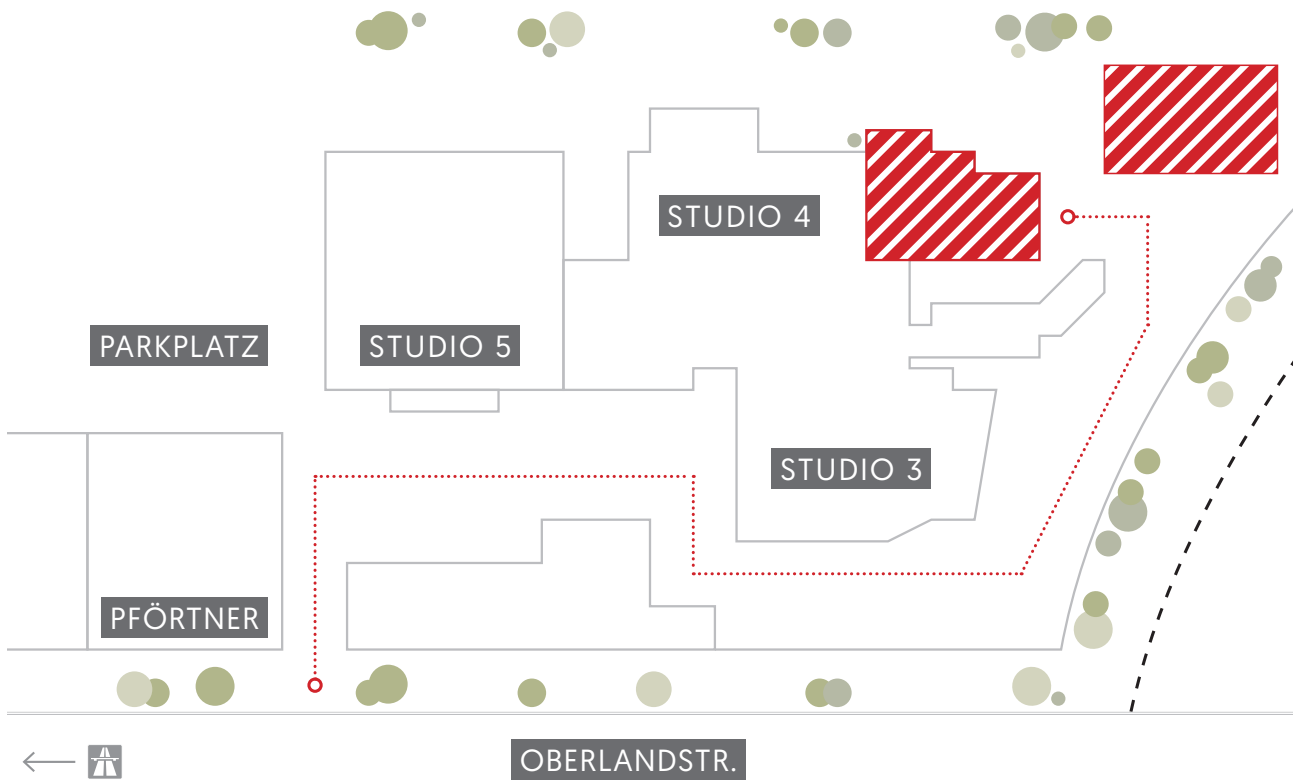 STUDIO 4
PARKPLATZ
STUDIO 5
STUDIO 3
PFÖRTNER
OBERLANDSTR.